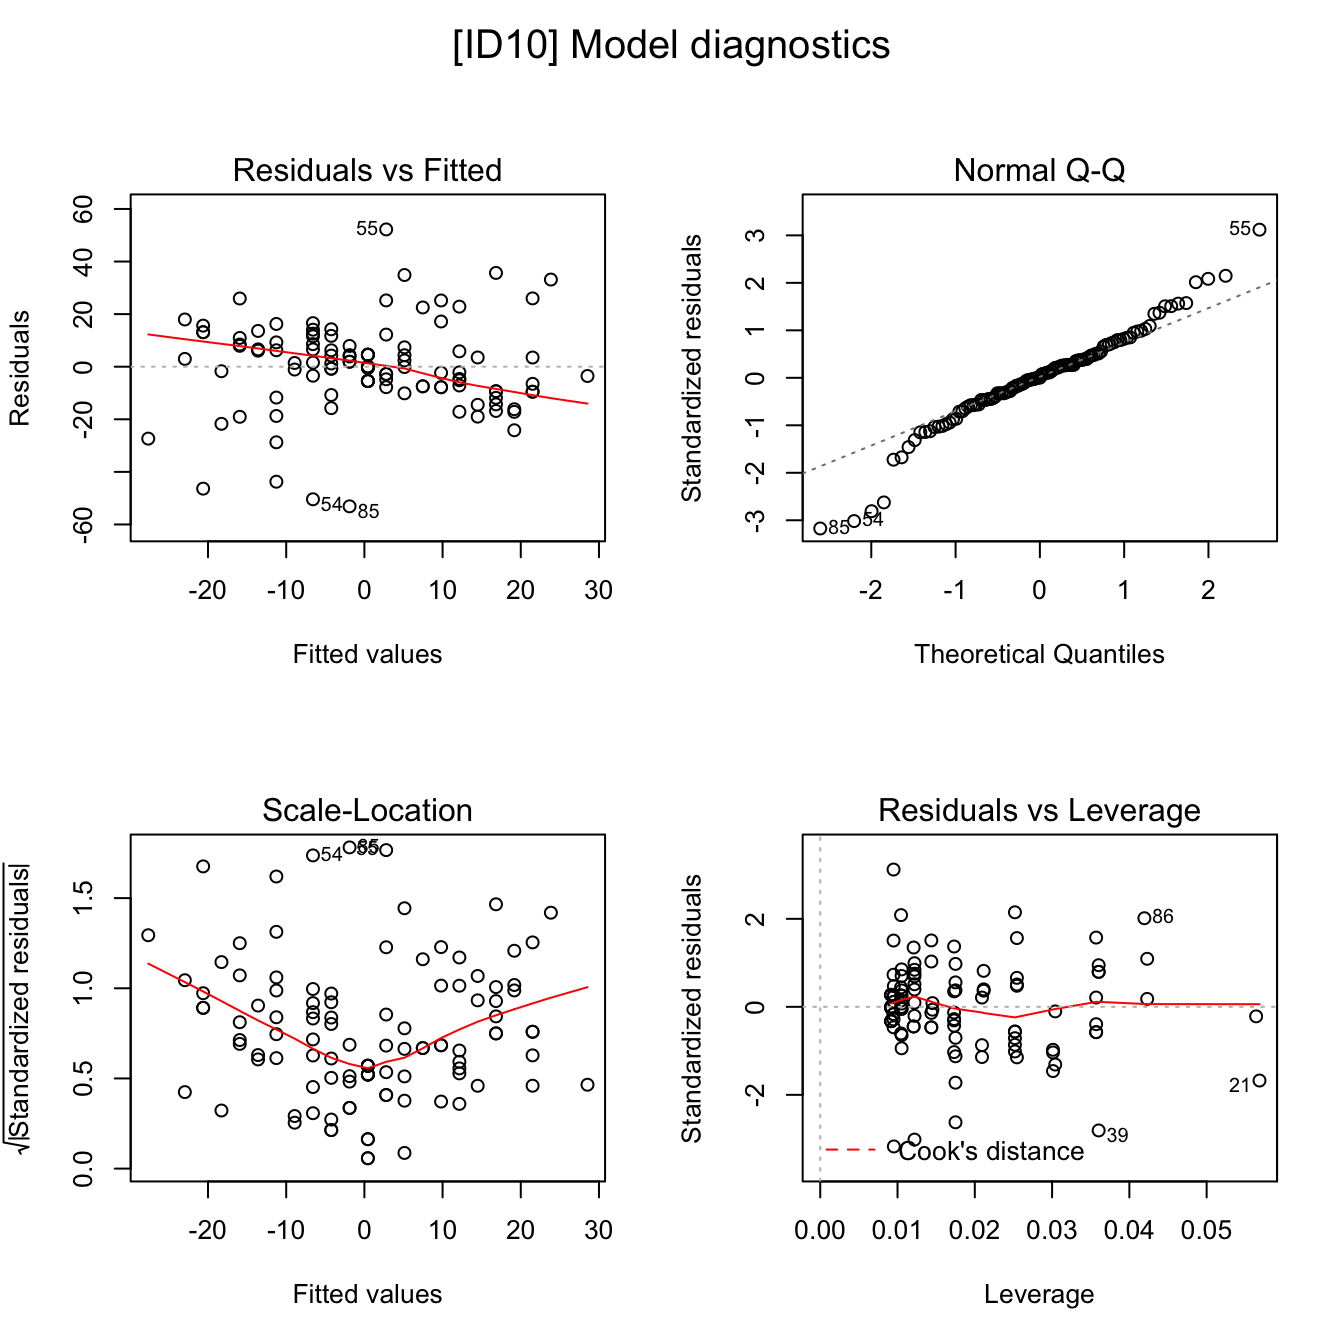 [ID10] Model diagnostics
Residuals vs Fitted
Residuals
60
40
20
0
-20
-60
55
54
85
-20 -10 0 10 20 30
Fitted values
Normal Q-Q
Standardized residuals
3
2
1
0
-1
-2
-3
55
85
54
-2 -1 0 1 2
Theoretical Quantiles
Scale-Location
√|Standardized residuals|
1.5
1.0
0.5
0.0
54
-20 -10 0 10 20 30
Fitted values
Residuals vs Leverage
Standardized residuals
2
0
-2
86
21
39
Cook's distance
0.00 0.01 0.02 0.03 0.04 0.05
Leverage